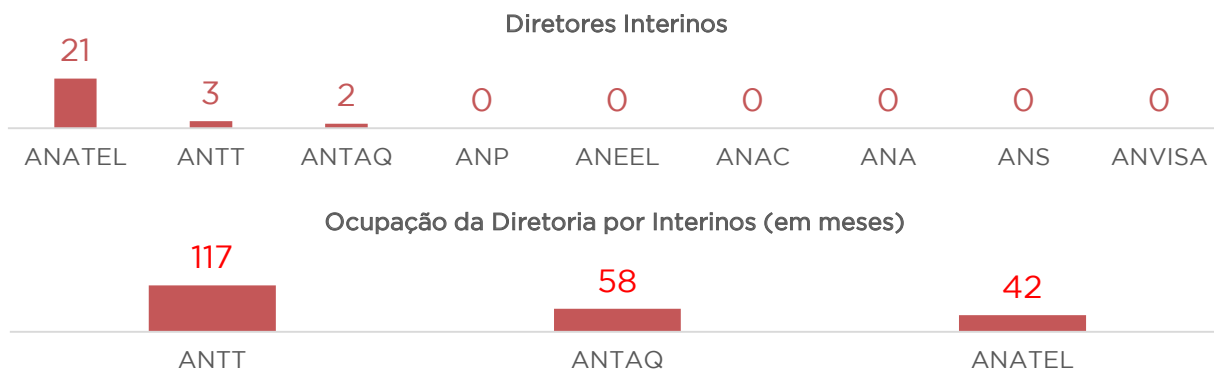 Diretores Interinos
21 3 2 0 0 0 0 0 0
ANATEL ANTT ANTAQ ANP ANEEL ANAC ANA ANS ANVISA
Ocupação da Diretoria por Interinos (em meses)
117 58 42
ANTT ANTAQ ANATEL